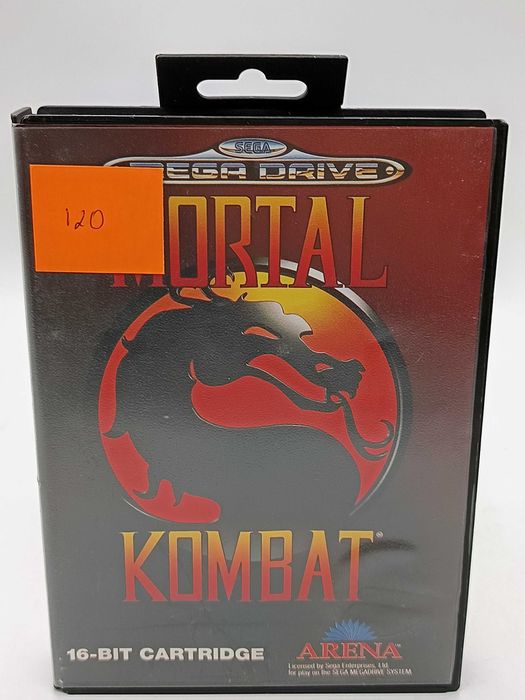 SEGA
MEGA DRIVE
120
MORTAL
KOMBAT®
16-BIT CARTRIDGE
ARENA™
Licensed by Sega Enterprises, Ltd.
for play on the SEGA MEGADRIVE SYSTEM.